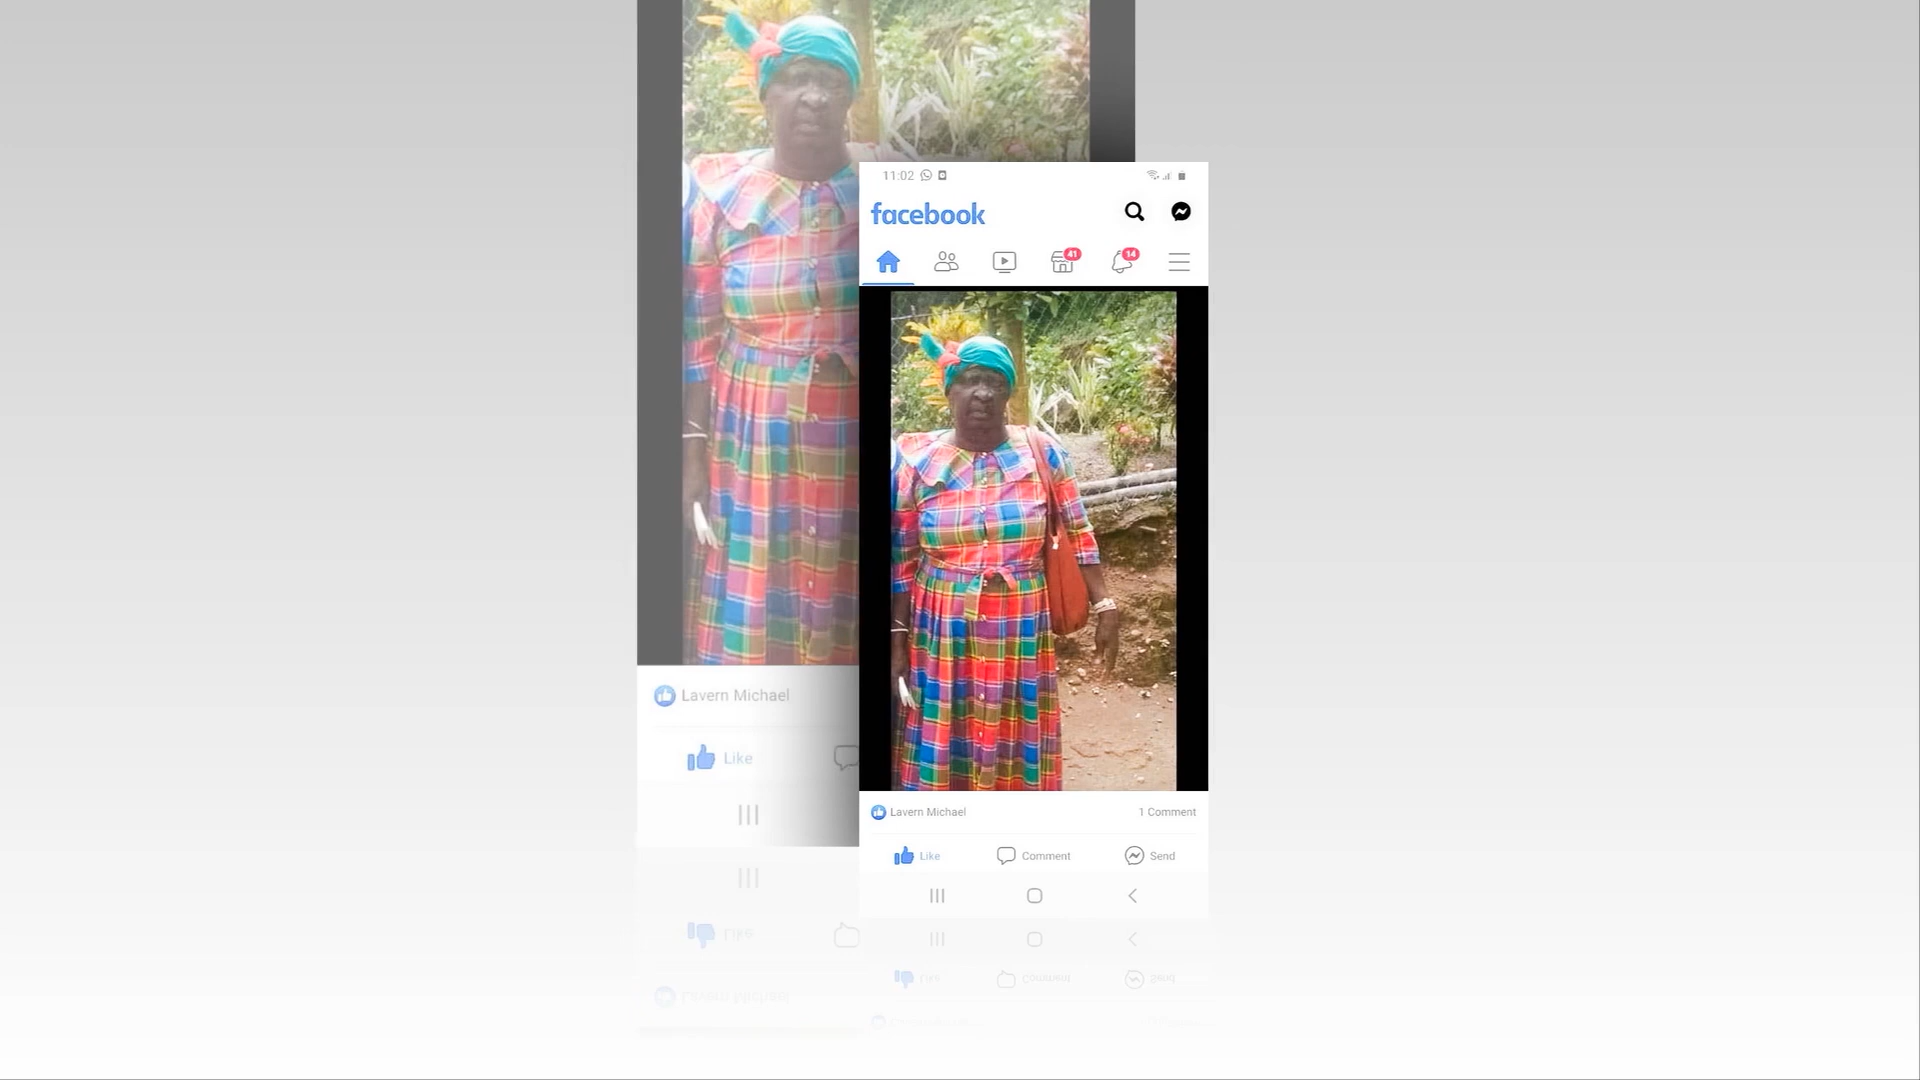 11:02
facebook
41
14
Lavern Michael
1 Comment
Like
Comment
Send
Lavern Michael
Like